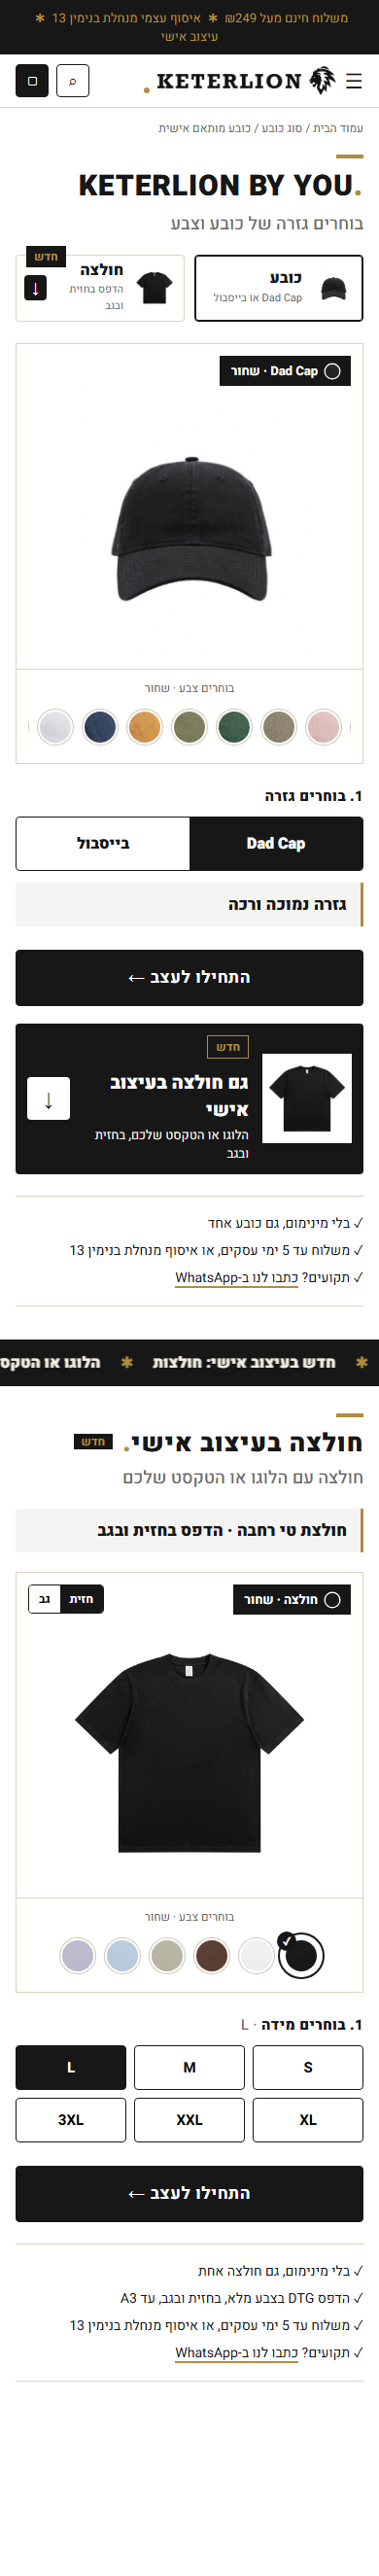 משלוח חינם מעל ₪249 ✱ איסוף עצמי מנחלת בנימין 13 ✱
עיצוב אישי
KETERLION
עמוד הבית / סוג כובע / כובע מותאם אישית
KETERLION BY YOU.
בוחרים גזרה של כובע וצבע
כובע
Dad Cap או בייסבול
חדש
חולצה
הדפס בחזית
ובגב
↓
Dad Cap · שחור
בוחרים צבע · שחור
1. בוחרים גזרה
Dad Cap
בייסבול
גזרה נמוכה ורכה
התחילו לעצב ←
חדש
גם חולצה בעיצוב
אישי
הלוגו או הטקסט שלכם, בחזית
ובגב
↓
✓ בלי מינימום, גם כובע אחד
✓ משלוח עד 5 ימי עסקים, או איסוף מנחלת בנימין 13
✓ תקועים? כתבו לנו ב-WhatsApp
✱ חדש בעיצוב אישי: חולצות ✱ הלוגו או הטקס
חולצה בעיצוב אישי. חדש
חולצה עם הלוגו או הטקסט שלכם
חולצת טי רחבה · הדפס בחזית ובגב
חולצה · שחור
חזית
גב
בוחרים צבע · שחור
✓
1. בוחרים מידה · L
S
M
L
XL
XXL
3XL
התחילו לעצב ←
✓ בלי מינימום, גם חולצה אחת
✓ הדפס DTG בצבע מלא, בחזית ובגב, עד A3
✓ משלוח עד 5 ימי עסקים, או איסוף מנחלת בנימין 13
✓ תקועים? כתבו לנו ב-WhatsApp